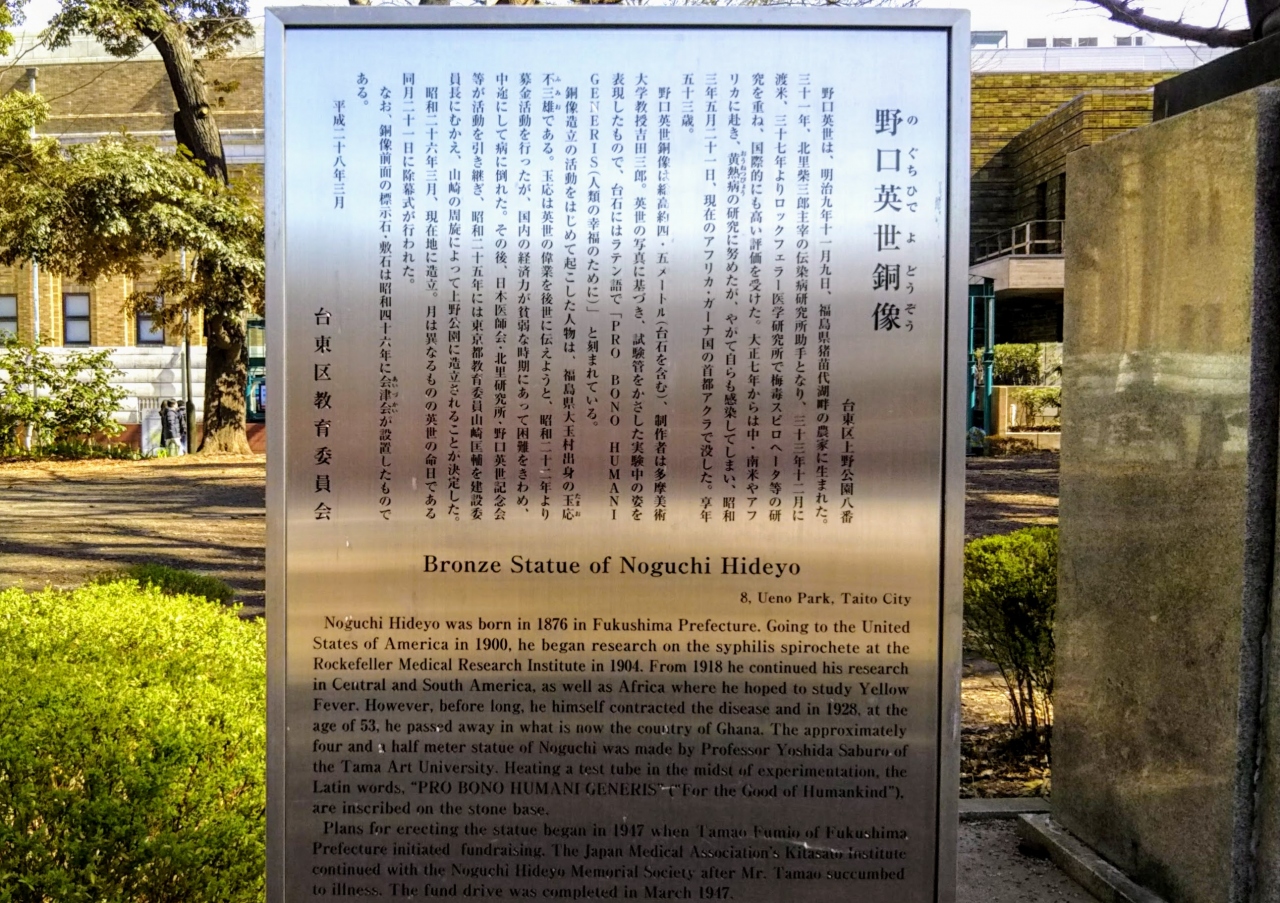 野口英世銅像
のぐちひでよどうぞう
台東区上野公園八番
野口英世は、明治九年十一月九日、福島県猪苗代湖畔の農家に生まれた。
三十一年、北里柴三郎主宰の伝染病研究所助手となり、三十三年十二月に
渡米、三十七年よりロックフェラー医学研究所で梅毒スピロヘータ等の研
究を重ね、国際的にも高い評価を受けた。大正七年からは中・南米やアフ
リカに赴き、黄熱病の研究に努めたが、やがて自らも感染してしまい、昭和
おうねつびょう
三年五月二十一日、現在のアフリカ・ガーナ国の首都アクラで没した。享年
五十三歳。
野口英世銅像は総高約四・五メートル(台石を含む)、制作者は多摩美術
大学教授吉田三郎。英世の写真に基づき、試験管をかざした実験中の姿を
表現したもので、台石にはラテン語で「PRO BONO HUMANI
GENERIS(人類の幸福のために)」と刻まれている。
銅像造立の活動をはじめて起こした人物は、福島県大玉村出身の玉応
たまお
不三雄である。玉応は英世の偉業を後世に伝えようと、昭和二十二年より
ふみお
募金活動を行ったが、国内の経済力が貧弱な時期にあって困難をきわめ、
中途にして病に倒れた。その後、日本医師会・北里研究所・野口英世記念会
等が活動を引き継ぎ、昭和二十五年には東京都教育委員山崎匡輔を建設委
員長にむかえ、山崎の周旋によって上野公園に造立されることが決定した。
昭和二十六年三月、現在地に造立。月は異なるものの英世の命日である
同月二十一日に除幕式が行われた。
なお、銅像前面の標示石・敷石は昭和四十六年に会津会が設置したもので
あいづかい
ある。
平成二十八年三月
台東区教育委員会
Bronze Statue of Noguchi Hideyo
8, Ueno Park, Taito City
Noguchi Hideyo was born in 1876 in Fukushima Prefecture. Going to the United
States of America in 1900, he began research on the syphilis spirochete at the
Rockefeller Medical Research Institute in 1904. From 1918 he continued his research
in Central and South America, as well as Africa where he hoped to study Yellow
Fever. However, before long, he himself contracted the disease and in 1928, at the
age of 53, he passed away in what is now the country of Ghana. The approximately
four and a half meter statue of Noguchi was made by Professor Yoshida Saburo of
the Tama Art University. Heating a test tube in the midst of experimentation, the
Latin words, "PRO BONO HUMANI GENERIS" ("For the Good of Humankind"),
are inscribed on the stone base.
Plans for erecting the statue began in 1947 when Tamao Fumio of Fukushima
Prefecture initiated fundraising. The Japan Medical Association's Kitasato Institute
continued with the Noguchi Hideyo Memorial Society after Mr. Tamao succumbed
to illness. The fund drive was completed in March 1947.